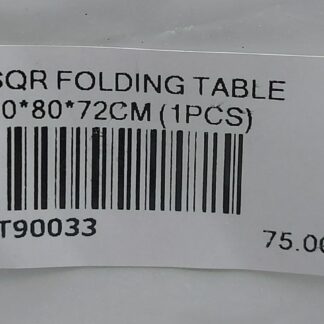 SQR FOLDING TABLE
0*80*72CM (1PCS)
T90033
75.00